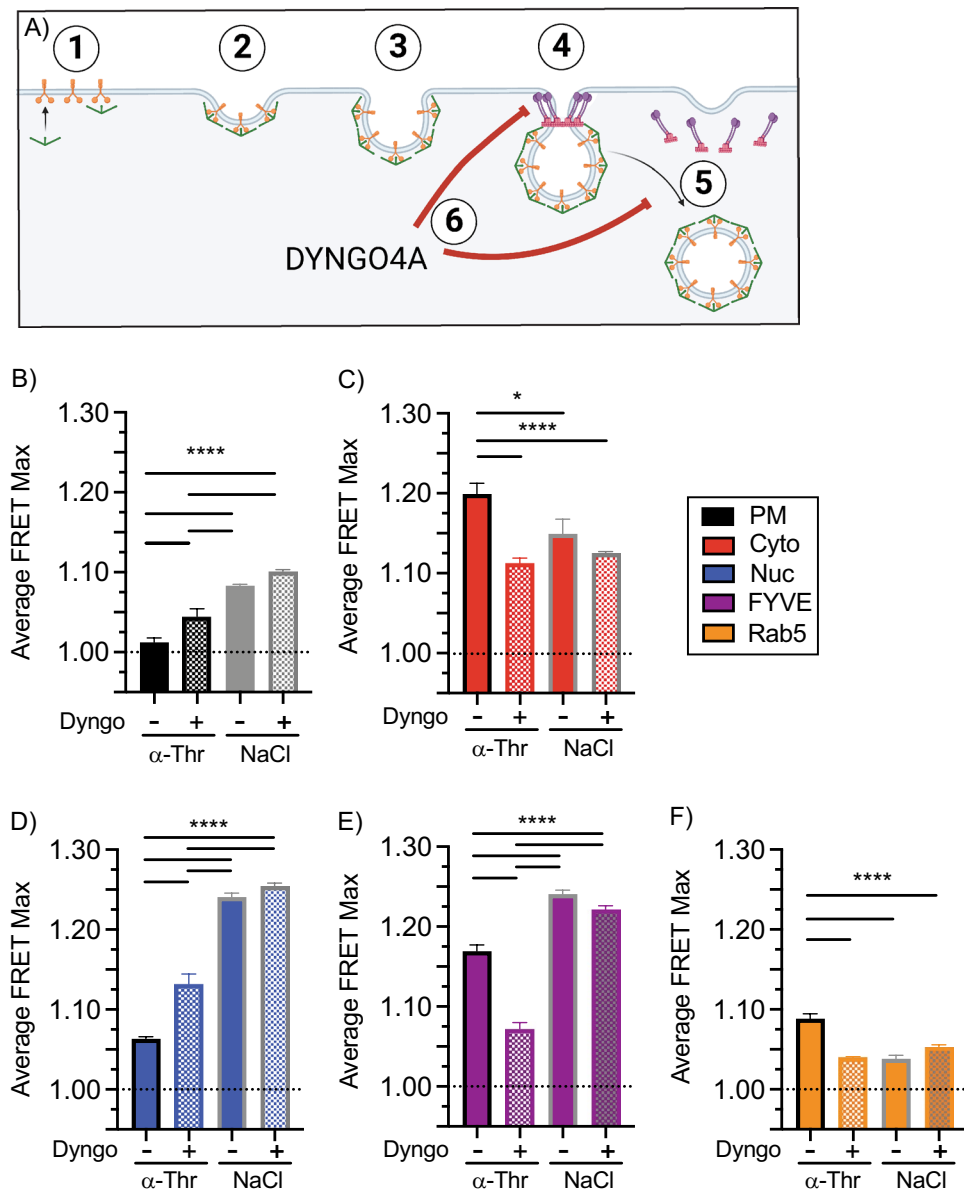 A)
1 2 3 4
5
6
DYNGO4A
B)
Average FRET Max
1.30
1.20
1.10
1.00
****
Dyngo - + - +
α-Thr NaCl
C)
Average FRET Max
1.30
1.20
1.10
1.00
*
****
Dyngo - + - +
α-Thr NaCl
PM
Cyto
Nuc
FYVE
Rab5
D)
Average FRET Max
1.30
1.20
1.10
1.00
****
Dyngo - + - +
α-Thr NaCl
E)
Average FRET Max
1.30
1.20
1.10
1.00
****
Dyngo - + - +
α-Thr NaCl
F)
Average FRET Max
1.30
1.20
1.10
1.00
****
Dyngo - + - +
α-Thr NaCl